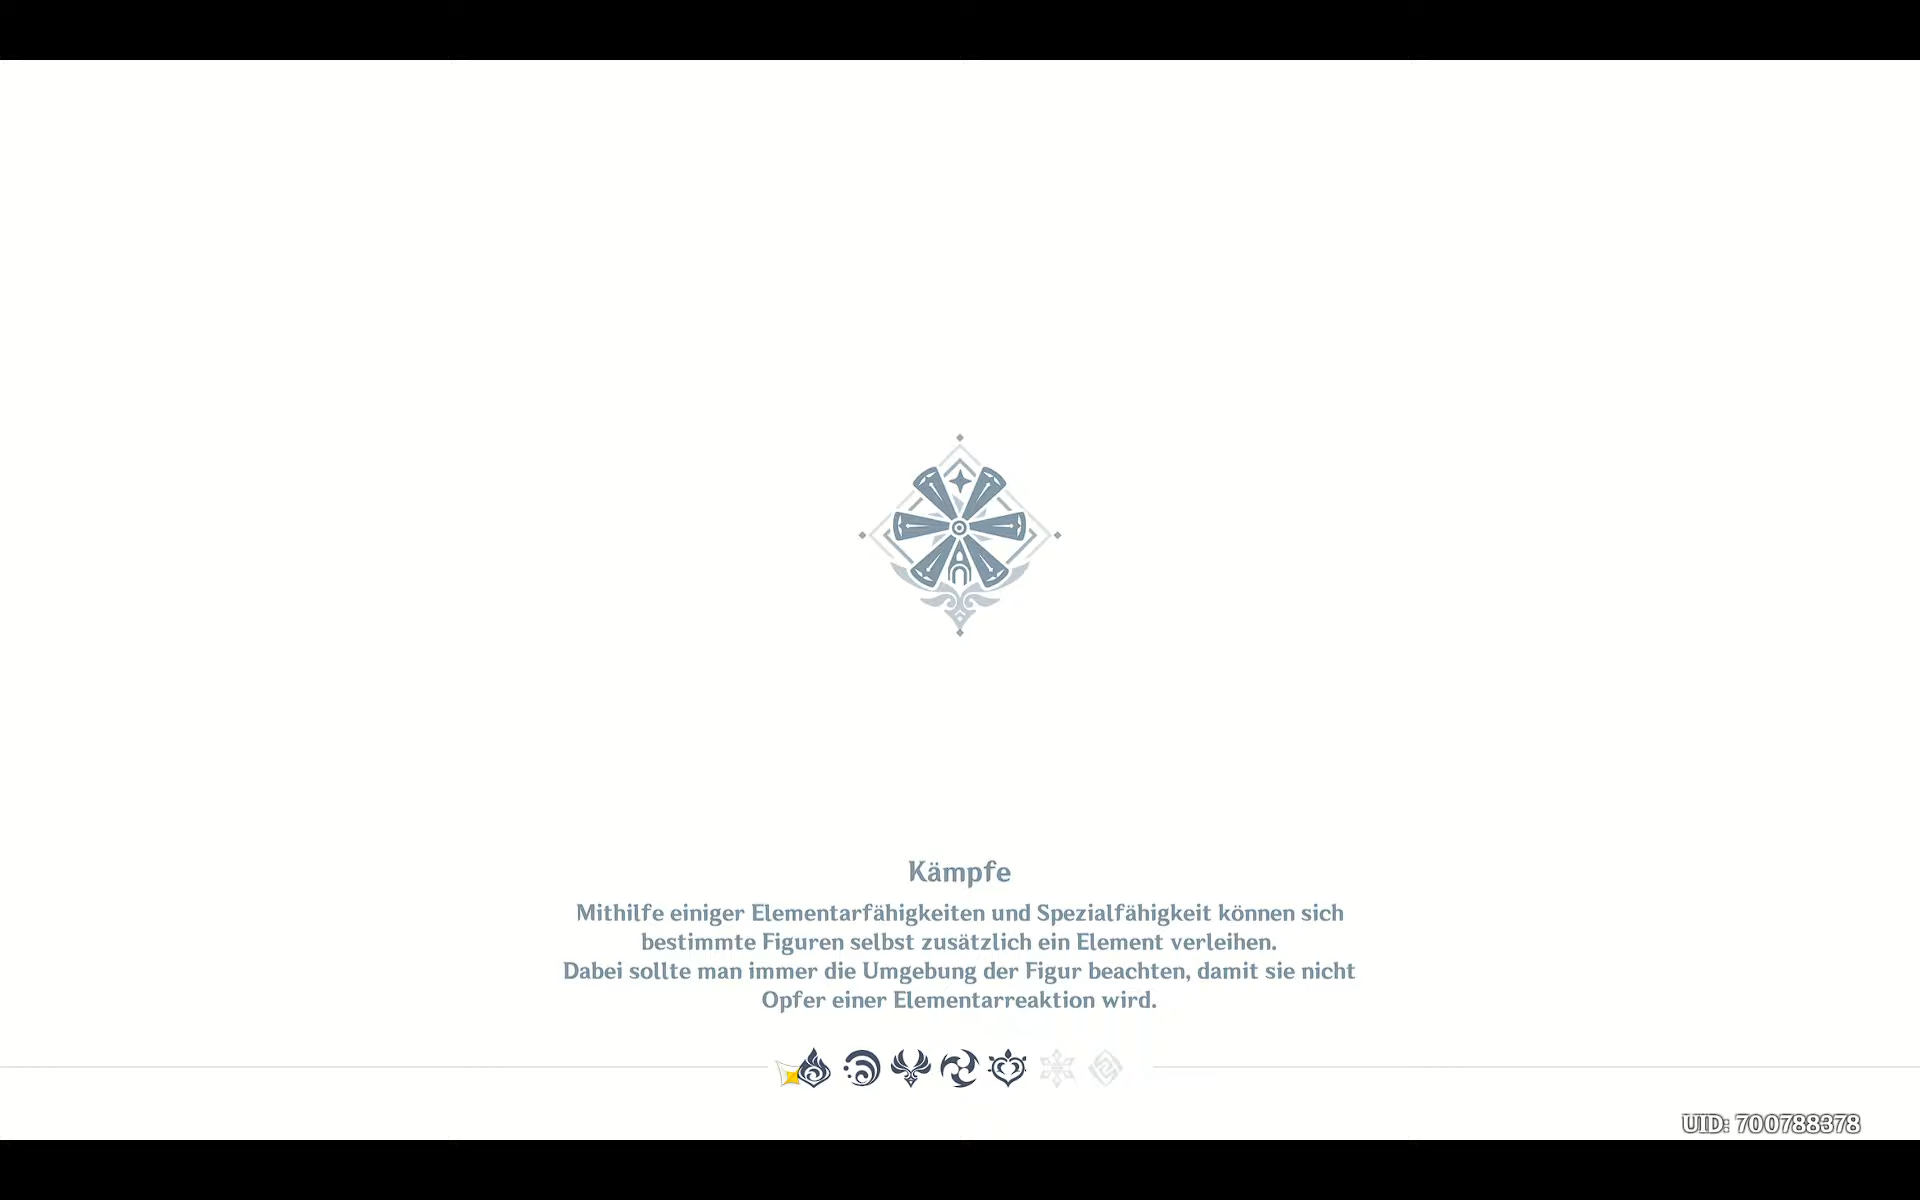 Kämpfe
Mithilfe einiger Elementarfähigkeiten und Spezialfähigkeit können sich
bestimmte Figuren selbst zusätzlich ein Element verleihen.
Dabei sollte man immer die Umgebung der Figur beachten, damit sie nicht
Opfer einer Elementarreaktion wird.
UID: 700788378